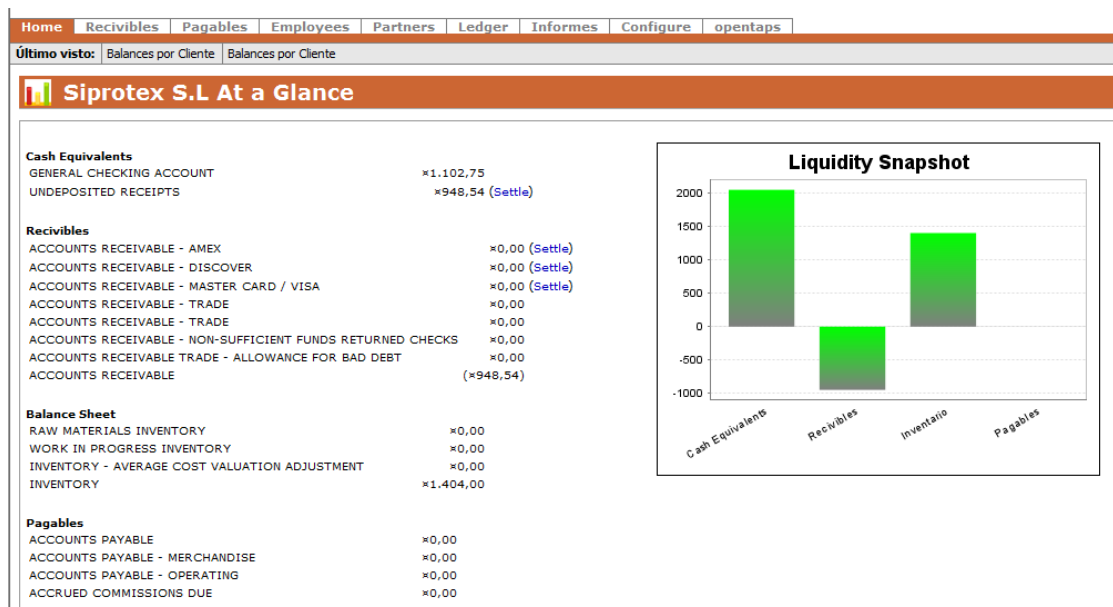 Home Recivibles Pagables Employees Partners Ledger Informes Configure opentaps
Último visto: Balances por Cliente Balances por Cliente
Siprotex S.L At a Glance
Cash Equivalents
GENERAL CHECKING ACCOUNT ¤1.102,75
UNDEPOSITED RECEIPTS ¤948,54 (Settle)
Recivibles
ACCOUNTS RECEIVABLE - AMEX ¤0,00 (Settle)
ACCOUNTS RECEIVABLE - DISCOVER ¤0,00 (Settle)
ACCOUNTS RECEIVABLE - MASTER CARD / VISA ¤0,00 (Settle)
ACCOUNTS RECEIVABLE - TRADE ¤0,00
ACCOUNTS RECEIVABLE - TRADE ¤0,00
ACCOUNTS RECEIVABLE - NON-SUFFICIENT FUNDS RETURNED CHECKS ¤0,00
ACCOUNTS RECEIVABLE TRADE - ALLOWANCE FOR BAD DEBT ¤0,00
ACCOUNTS RECEIVABLE (¤948,54)
Balance Sheet
RAW MATERIALS INVENTORY ¤0,00
WORK IN PROGRESS INVENTORY ¤0,00
INVENTORY - AVERAGE COST VALUATION ADJUSTMENT ¤0,00
INVENTORY ¤1.404,00
Pagables
ACCOUNTS PAYABLE ¤0,00
ACCOUNTS PAYABLE - MERCHANDISE ¤0,00
ACCOUNTS PAYABLE - OPERATING ¤0,00
ACCRUED COMMISSIONS DUE ¤0,00
Liquidity Snapshot
2000
1500
1000
500
0
-500
-1000
Cash Equivalents Recivibles Inventario Pagables